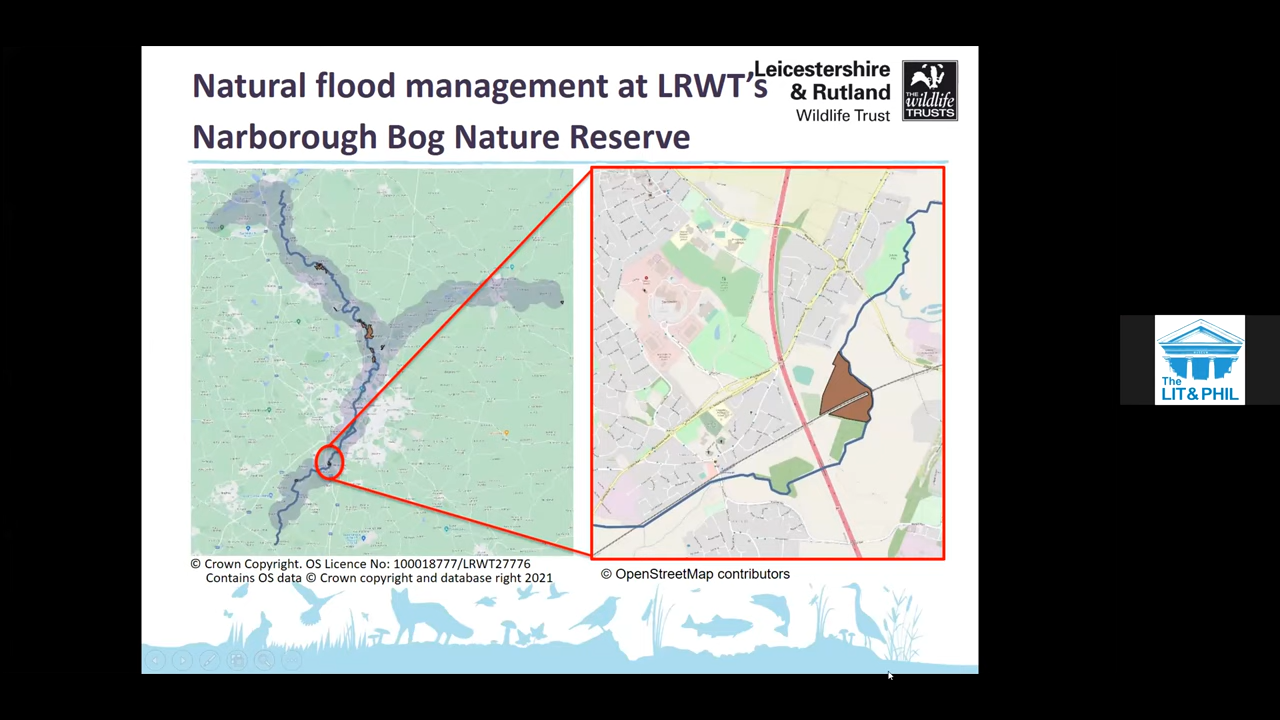 Natural flood management at LRWT's
Narborough Bog Nature Reserve
Leicestershire
& Rutland
Wildlife Trust
THE
wildlife
TRUSTS
© Crown Copyright. OS Licence No: 100018777/LRWT27776
Contains OS data © Crown copyright and database right 2021
© OpenStreetMap contributors
The
LIT & PHIL